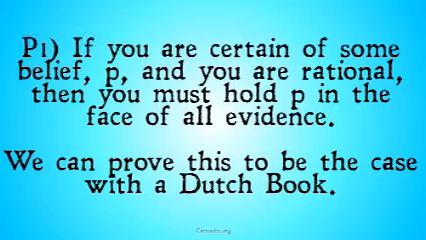 P1) If you are certain of some
belief, p, and you are rational,
then you must hold p in the
face of all evidence.
We can prove this to be the case
with a Dutch Book.